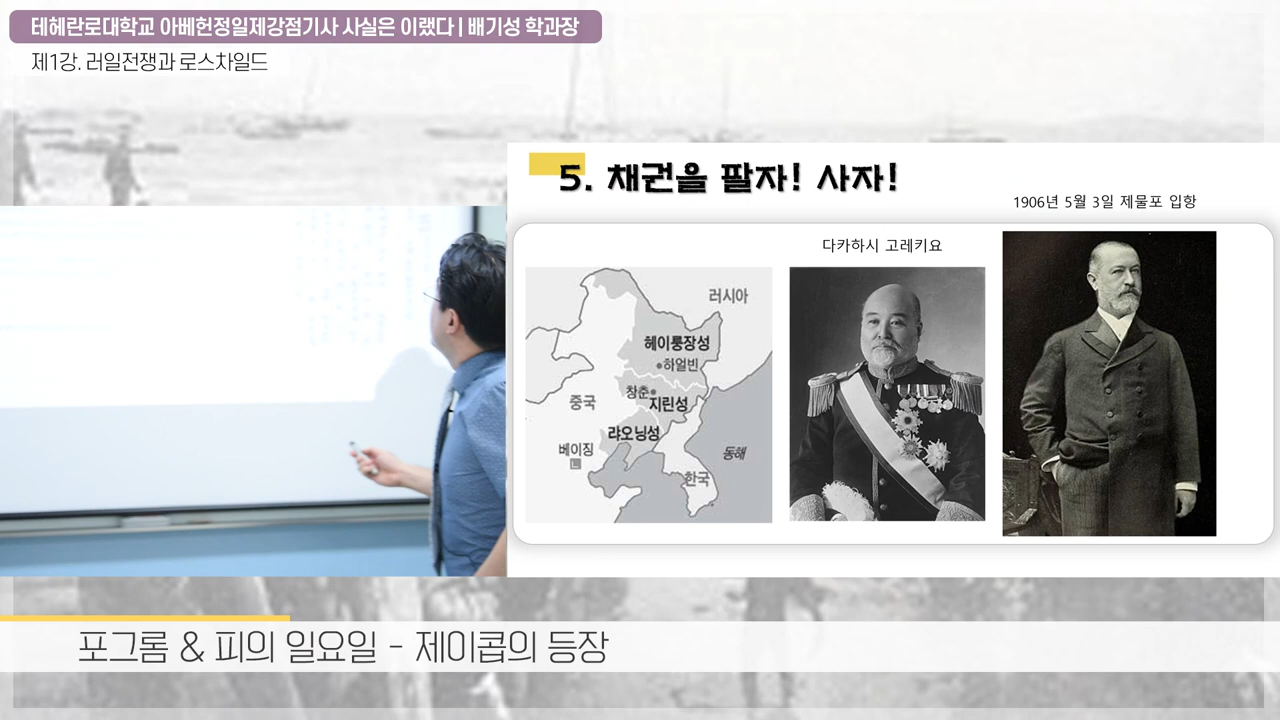 테헤란로대학교 아베헌정일제강점기사 사실은 이랬다 | 배기성 학과장
제1강. 러일전쟁과 로스차일드
5. 채권을 팔자! 사자!
1906년 5월 3일 제물포 입항
다카하시 고레키요
러시아
헤이룽장성
하얼빈
창춘
지린성
중국
랴오닝성
베이징
동해
한국
포그롬 & 피의 일요일 - 제이콥의 등장